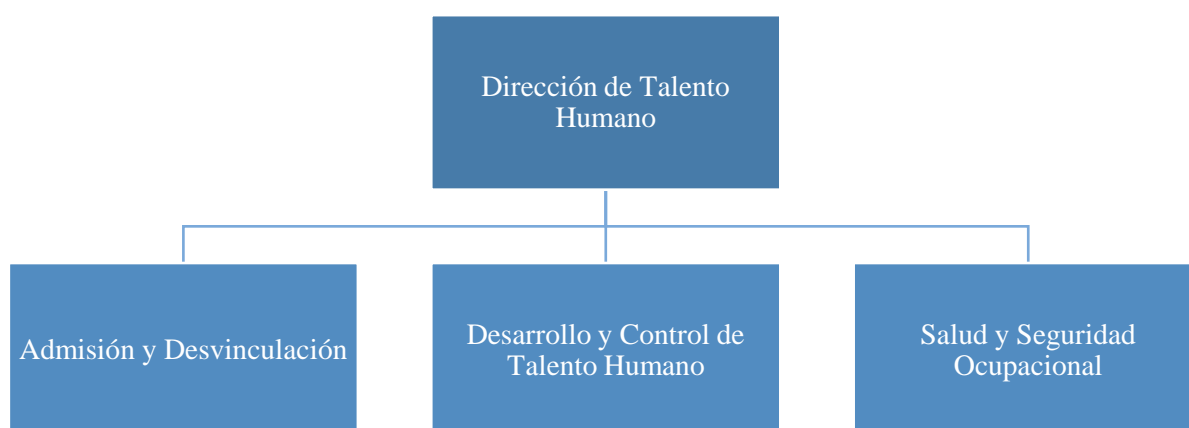 Dirección de Talento
Humano
Admisión y Desvinculación
Desarrollo y Control de
Talento Humano
Salud y Seguridad
Ocupacional